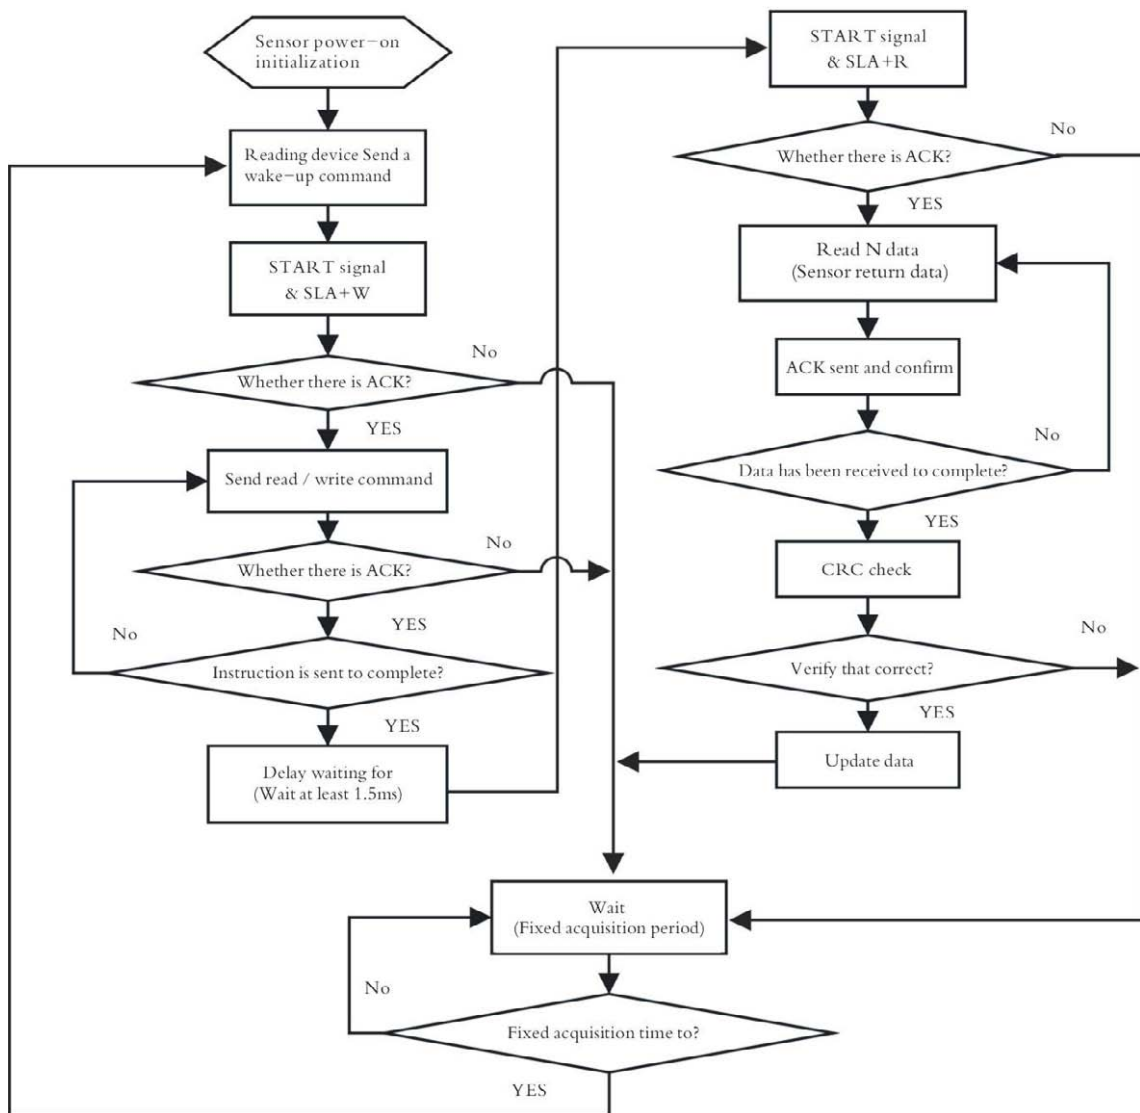 Sensor power-on
initialization
Reading device Send a
wake-up command
START signal
& SLA+W
No
Whether there is ACK?
YES
Send read / write command
No
Whether there is ACK?
YES
No
Instruction is sent to complete?
YES
Delay waiting for
(Wait at least 1.5ms)
START signal
& SLA+R
No
Whether there is ACK?
YES
Read N data
(Sensor return data)
ACK sent and confirm
No
Data has been received to complete?
YES
CRC check
No
Verify that correct?
YES
Update data
Wait
(Fixed acquisition period)
No
Fixed acquisition time to?
YES